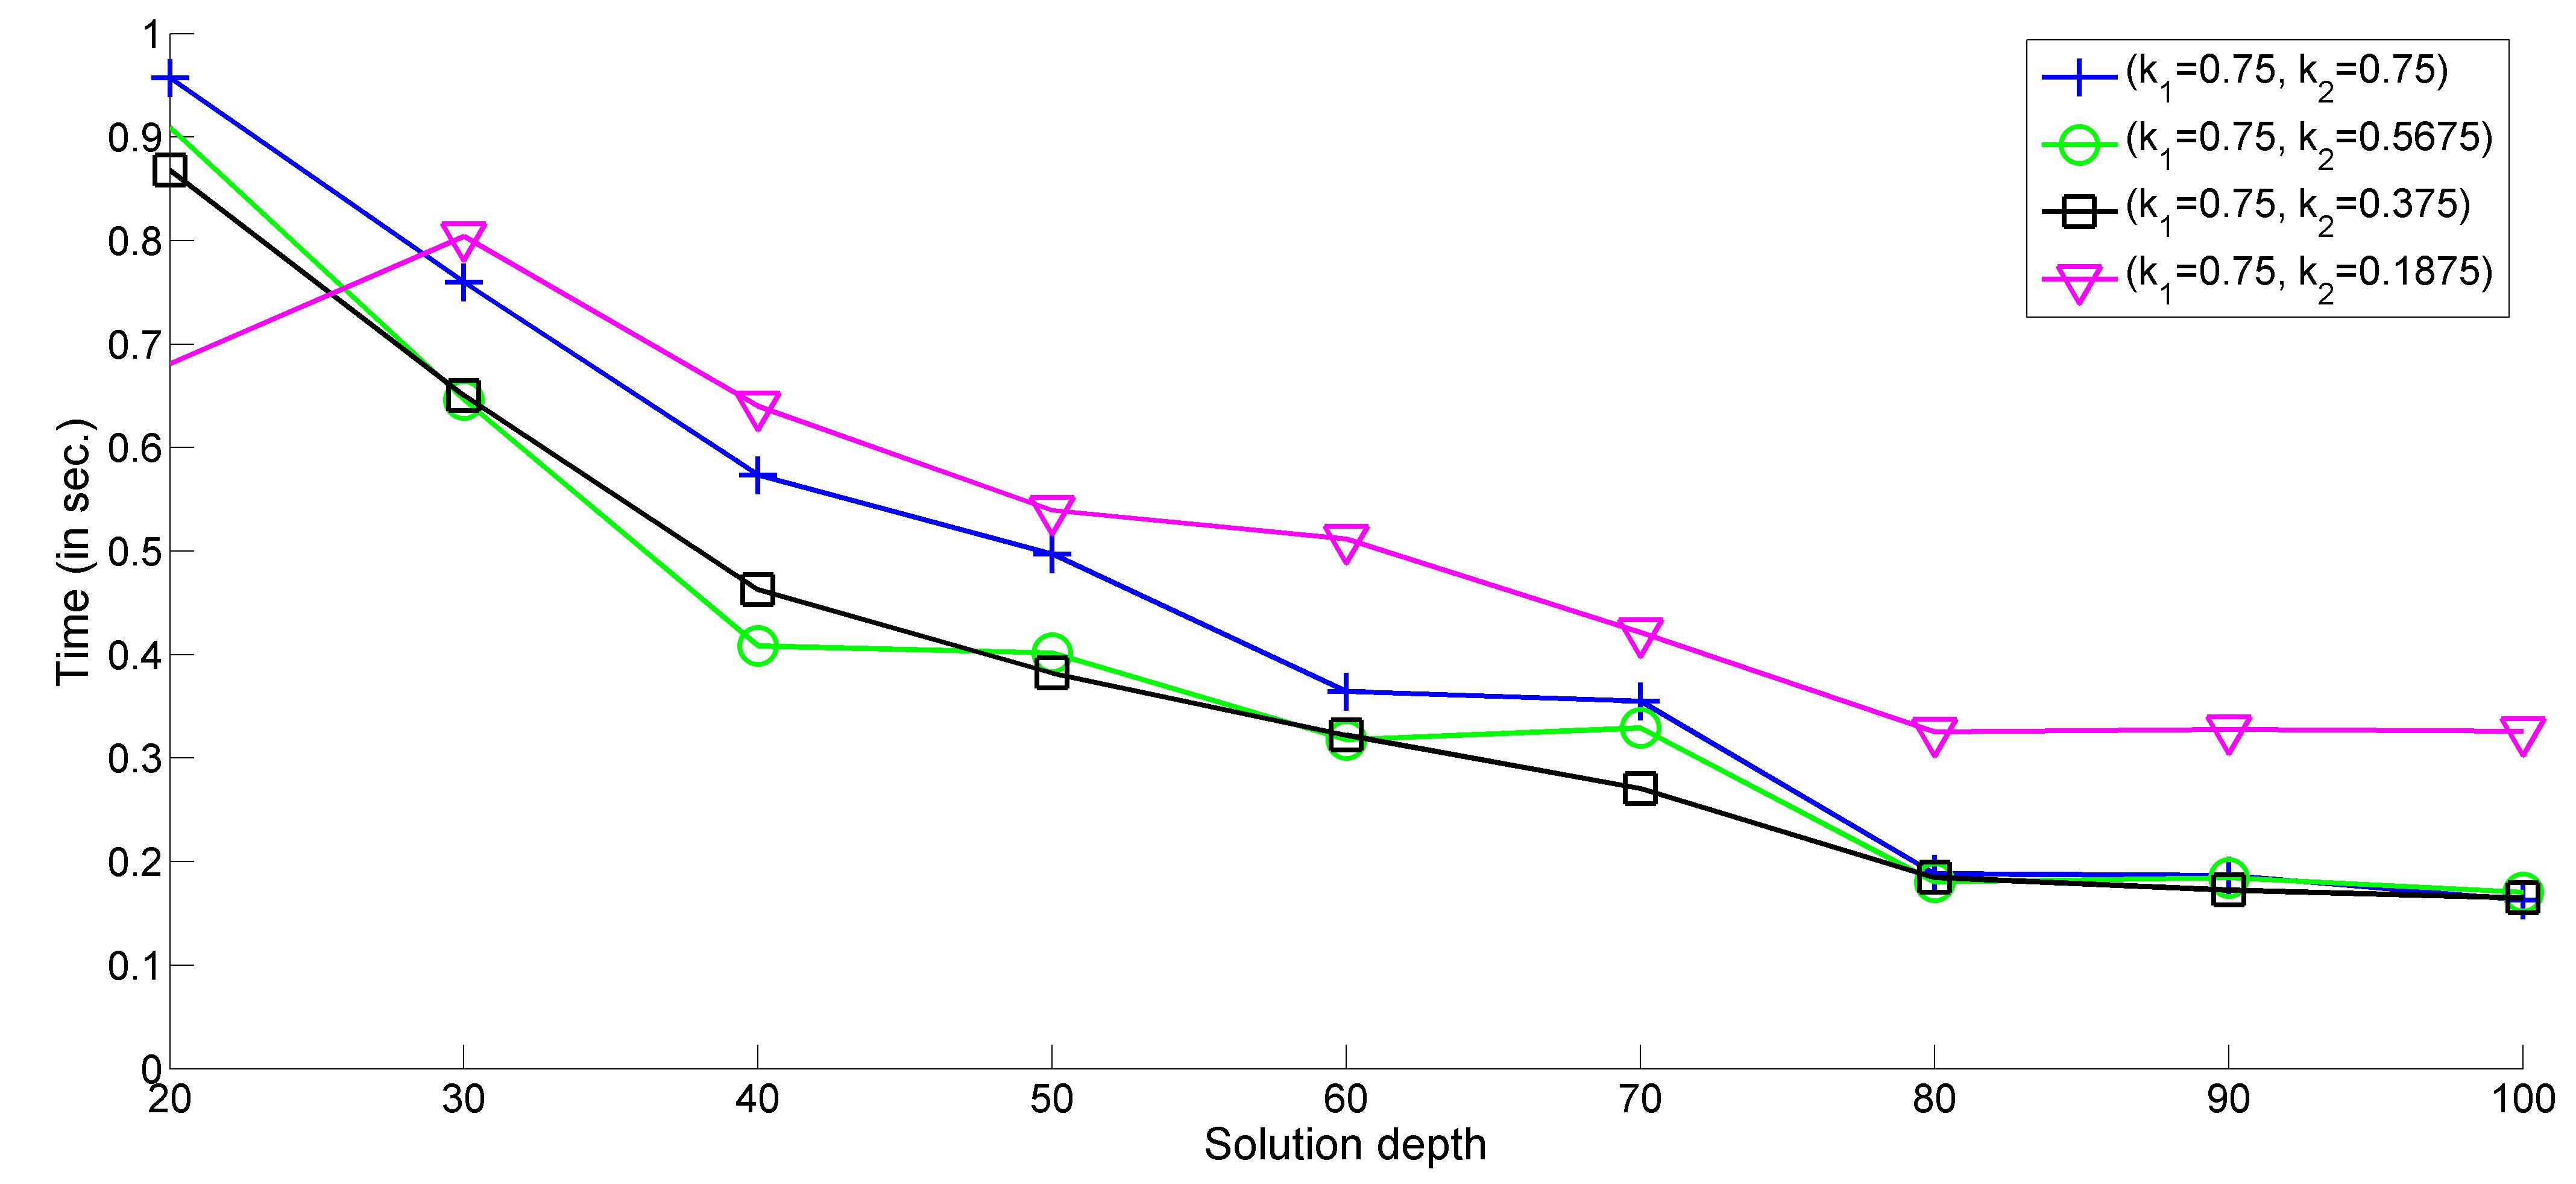 1
0.9
0.8
0.7
0.6
0.5
0.4
0.3
0.2
0.1
0
Time (in sec.)
20 30 40 50 60 70 80 90 100
Solution depth
(k1=0.75, k2=0.75)
(k1=0.75, k2=0.5675)
(k1=0.75, k2=0.375)
(k1=0.75, k2=0.1875)